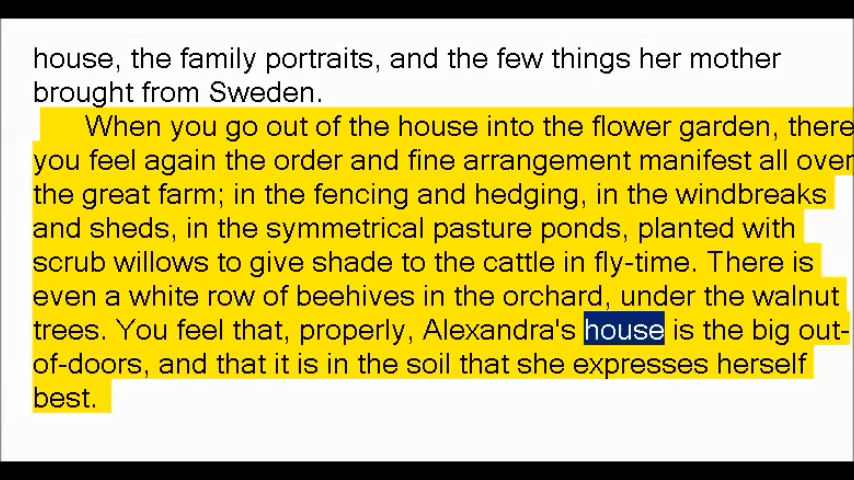 house, the family portraits, and the few things her mother
brought from Sweden.
When you go out of the house into the flower garden, there
you feel again the order and fine arrangement manifest all over
the great farm; in the fencing and hedging, in the windbreaks
and sheds, in the symmetrical pasture ponds, planted with
scrub willows to give shade to the cattle in fly-time. There is
even a white row of beehives in the orchard, under the walnut
trees. You feel that, properly, Alexandra's house is the big out-
of-doors, and that it is in the soil that she expresses herself
best.